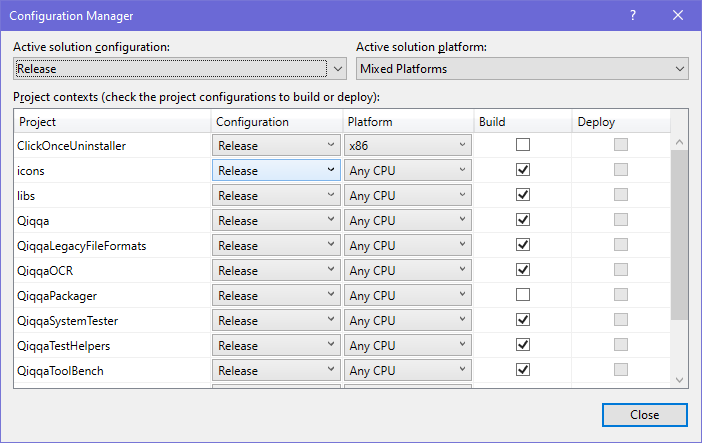 Configuration Manager
?
Active solution configuration: Active solution platform:
Release Mixed Platforms
Project contexts (check the project configurations to build or deploy):
Project Configuration Platform Build Deploy
ClickOnceUninstaller Release x86
icons Release Any CPU
libs Release Any CPU
Qiqqa Release Any CPU
QiqqaLegacyFileFormats Release Any CPU
QiqqaOCR Release Any CPU
QiqqaPackager Release Any CPU
QiqqaSystemTester Release Any CPU
QiqqaTestHelpers Release Any CPU
QiqqaToolBench Release Any CPU
Close